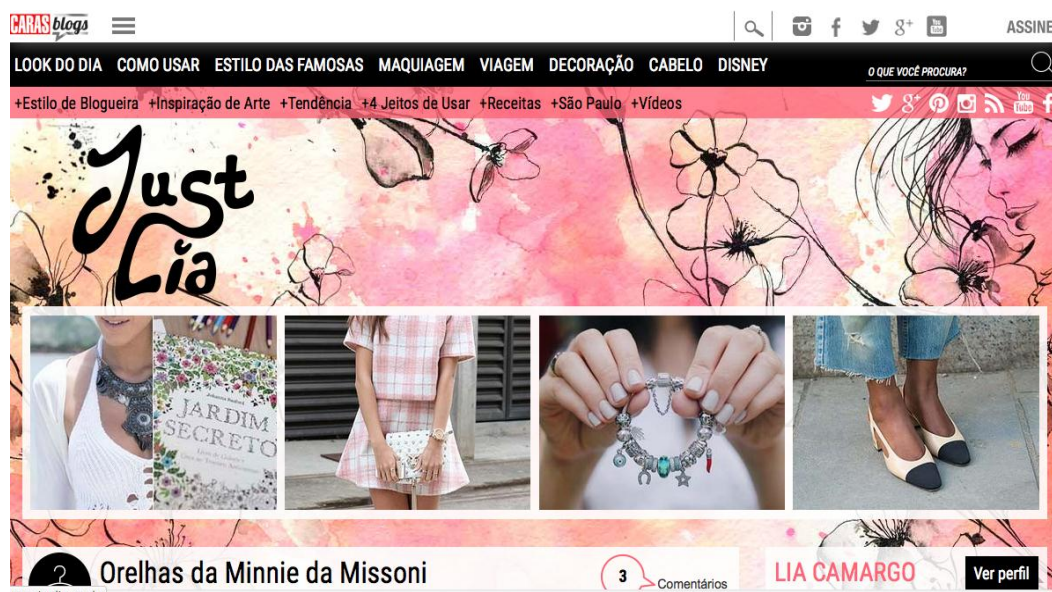 CARAS blogs
ASSINE
LOOK DO DIA COMO USAR ESTILO DAS FAMOSAS MAQUIAGEM VIAGEM DECORAÇÃO CABELO DISNEY
O QUE VOCÊ PROCURA?
+Estilo de Blogueira +Inspiração de Arte +Tendência +4 Jeitos de Usar +Receitas +São Paulo +Vídeos
Just
Lia
Johanna Basford
JARDIM
SECRETO
Orelhas da Minnie da Missoni
3
Comentários
LIA CAMARGO
Ver perfil